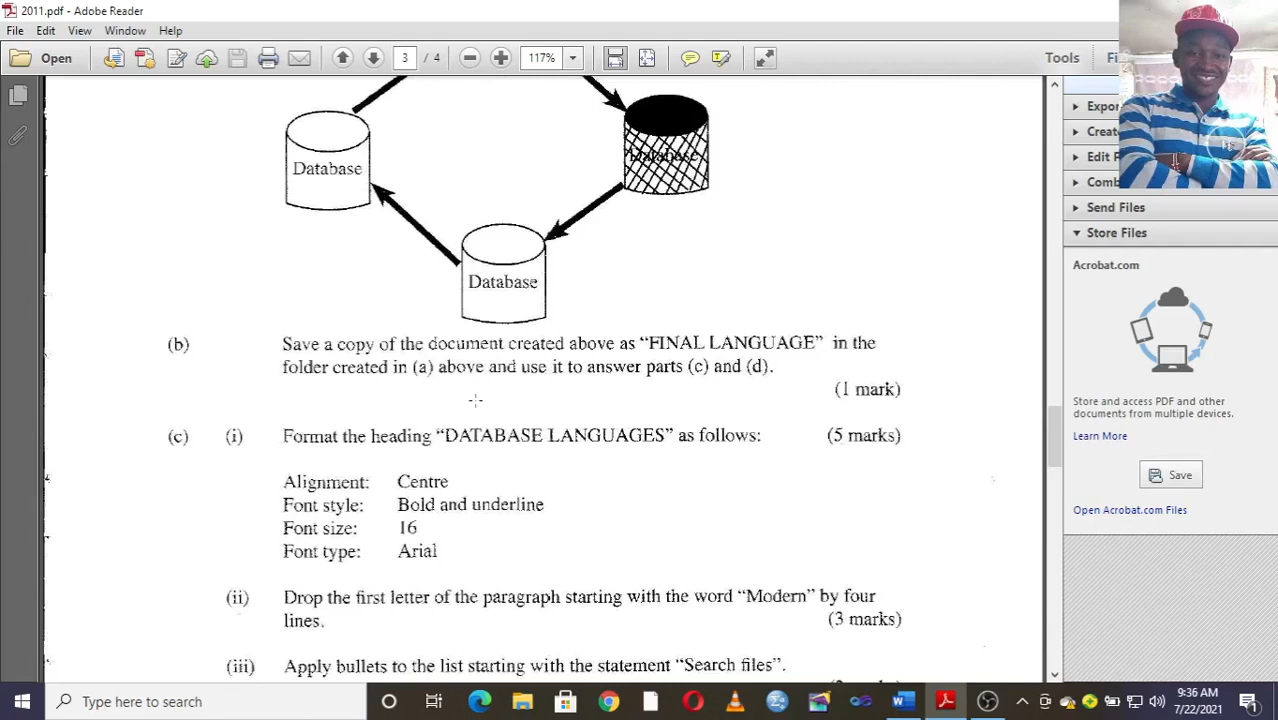 2011.pdf - Adobe Reader
File Edit View Window Help
Open 3 / 4 117% Tools
Database
Database
Database
(b) Save a copy of the document created above as “FINAL LANGUAGE” in the
folder created in (a) above and use it to answer parts (c) and (d).
(1 mark)
(c) (i) Format the heading “DATABASE LANGUAGES” as follows: (5 marks)
Alignment: Centre
Font style: Bold and underline
Font size: 16
Font type: Arial
(ii) Drop the first letter of the paragraph starting with the word “Modern” by four
lines. (3 marks)
(iii) Apply bullets to the list starting with the statement “Search files”.
Send Files
Store Files
Acrobat.com
Store and access PDF and other
documents from multiple devices.
Learn More
Save
Open Acrobat.com Files
Type here to search
9:36 AM
7/22/2021